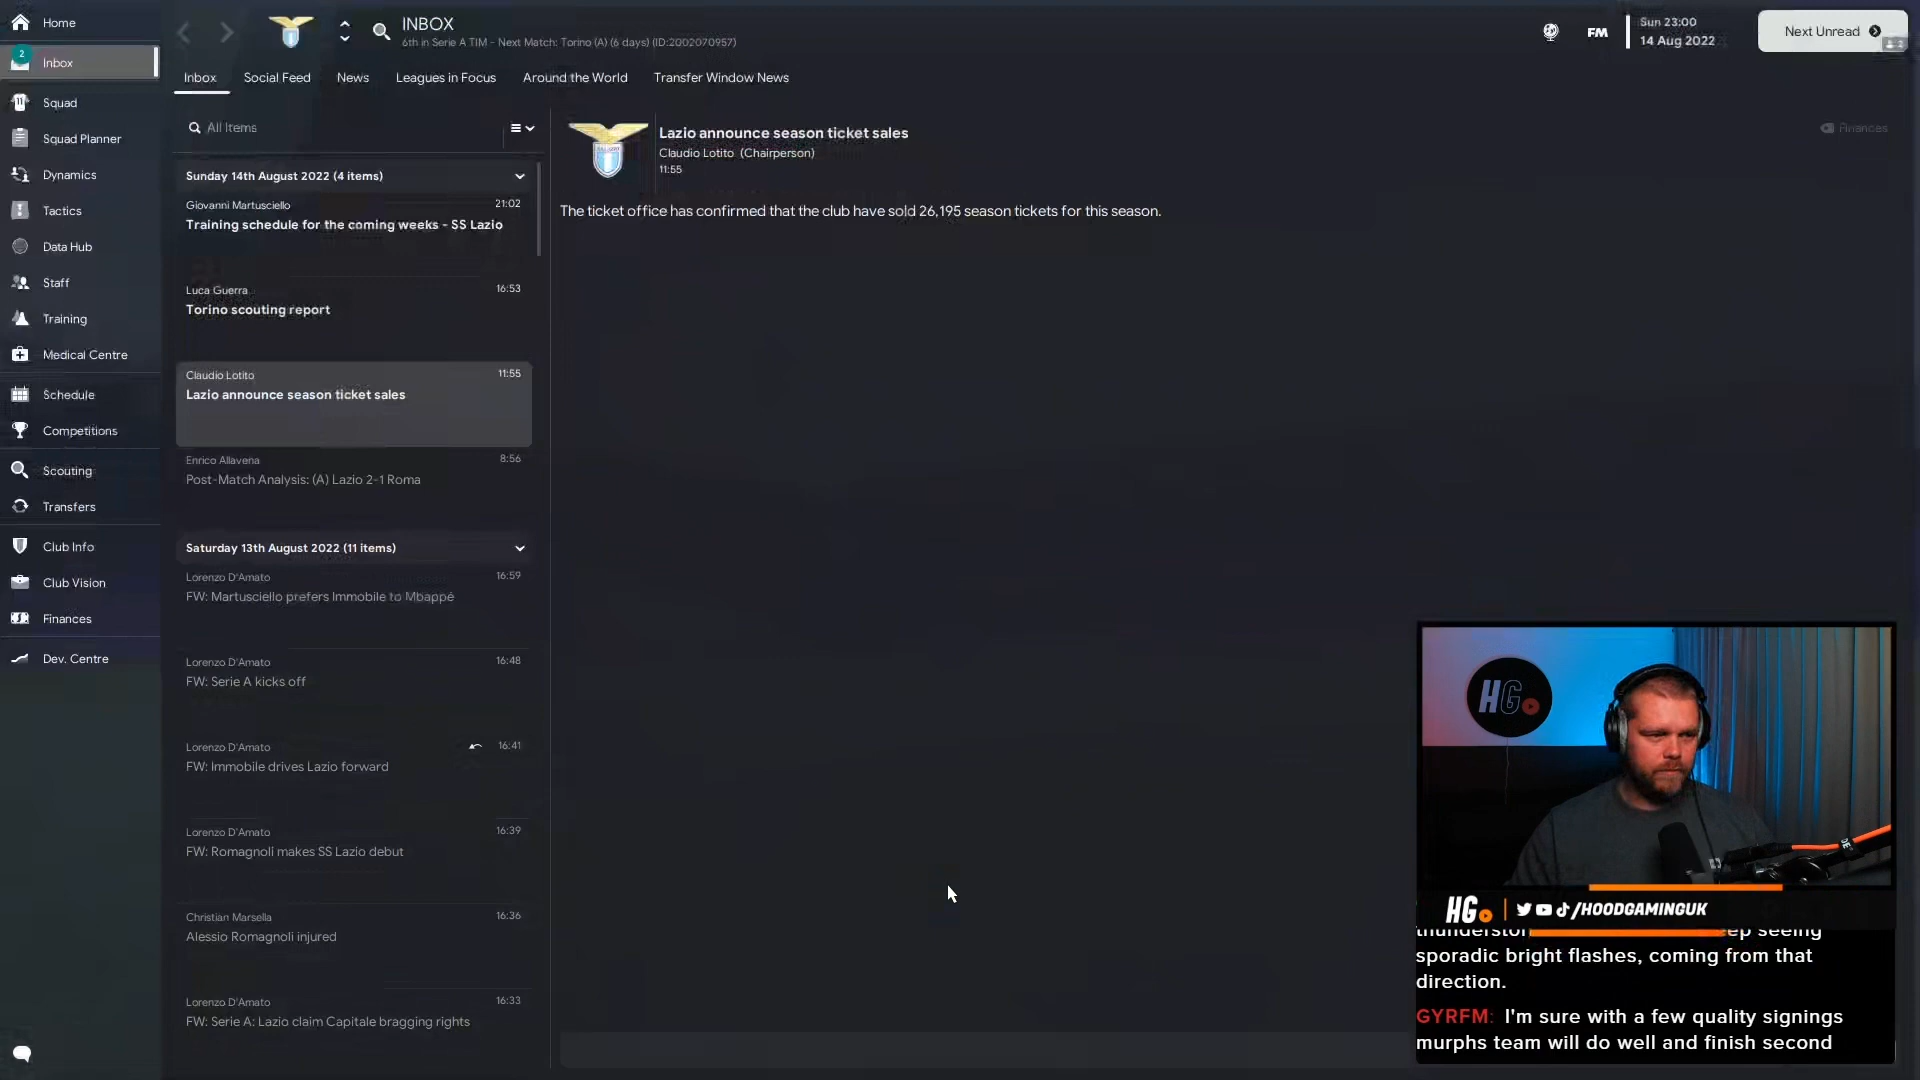 Home
Inbox
2
Squad
Squad Planner
Dynamics
Tactics
Data Hub
Staff
Training
Medical Centre
Schedule
Competitions
Scouting
Transfers
Club Info
Club Vision
Finances
Dev. Centre
INBOX
6th in Serie A TIM - Next Match: Torino (A) (6 days) (ID:2002070957)
FM
Sun 23:00
14 Aug 2022
Next Unread
2
Inbox
Social Feed
News
Leagues in Focus
Around the World
Transfer Window News
All Items
Sunday 14th August 2022 (4 items)
Giovanni Martusciello 21:02
Training schedule for the coming weeks - SS Lazio
Luca Guerra 16:53
Torino scouting report
Claudio Lotito 11:55
Lazio announce season ticket sales
Enrico Allavena 8:56
Post-Match Analysis: (A) Lazio 2-1 Roma
Saturday 13th August 2022 (11 items)
Lorenzo D'Amato 16:59
FW: Martusciello prefers Immobile to Mbappé
Lorenzo D'Amato 16:48
FW: Serie A kicks off
Lorenzo D'Amato 16:41
FW: Immobile drives Lazio forward
Lorenzo D'Amato 16:39
FW: Romagnoli makes SS Lazio debut
Christian Marsella 16:36
Alessio Romagnoli injured
Lorenzo D'Amato 16:33
FW: Serie A: Lazio claim Capitale bragging rights
Lazio announce season ticket sales
Claudio Lotito (Chairperson)
11:55
Finances
The ticket office has confirmed that the club have sold 26,195 season tickets for this season.
HG
HG
/HOODGAMINGUK
seeing
sporadic bright flashes, coming from that
direction.
GYRFM: I'm sure with a few quality signings
murphs team will do well and finish second